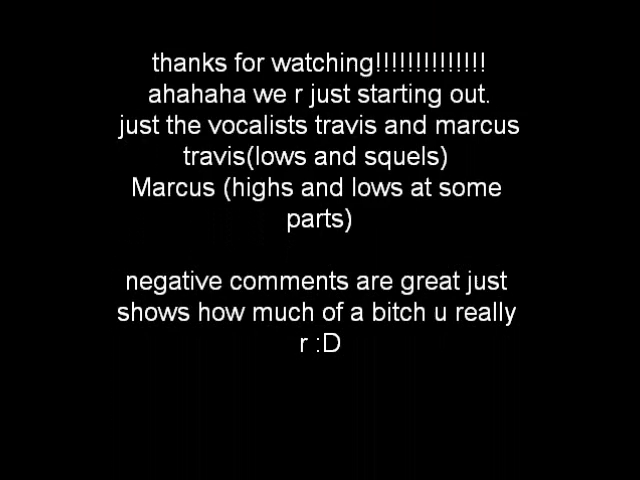 thanks for watching!!!!!!!!!!!!!!
ahahaha we r just starting out.
just the vocalists travis and marcus
travis(lows and squels)
Marcus (highs and lows at some
parts)
negative comments are great just
shows how much of a bitch u really
r :D